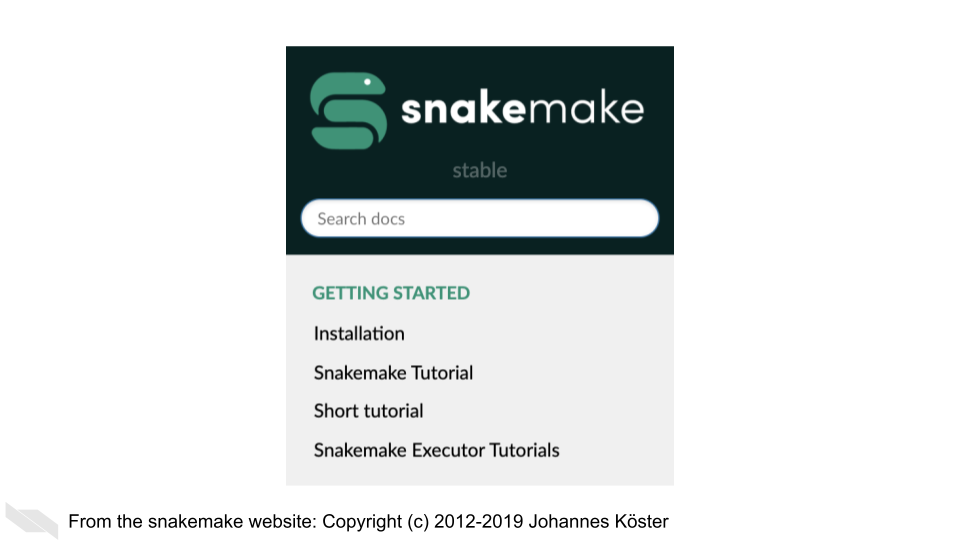 snakemake
stable
Search docs
GETTING STARTED
Installation
Snakemake Tutorial
Short tutorial
Snakemake Executor Tutorials
From the snakemake website: Copyright (c) 2012-2019 Johannes Köster